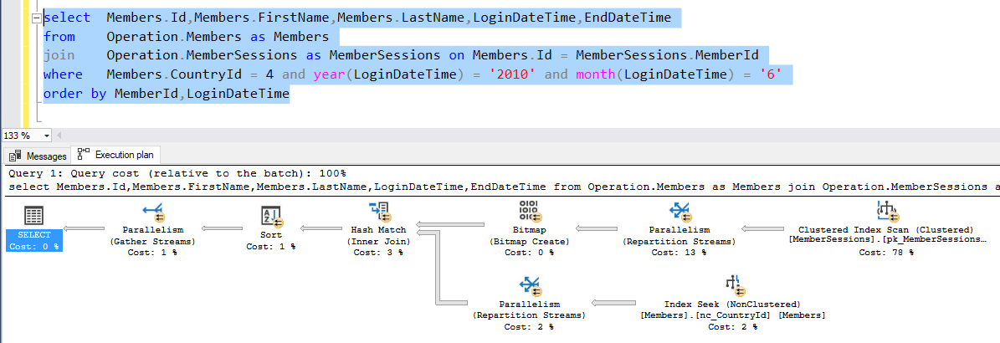 select  Members.Id,Members.FirstName,Members.LastName,LoginDateTime,EndDateTime
from    Operation.Members as Members
join    Operation.MemberSessions as MemberSessions on Members.Id = MemberSessions.MemberId
where   Members.CountryId = 4 and year(LoginDateTime) = '2010' and month(LoginDateTime) = '6'
order by MemberId,LoginDateTime
133 %
Messages Execution plan
Query 1: Query cost (relative to the batch): 100%
select Members.Id,Members.FirstName,Members.LastName,LoginDateTime,EndDateTime from Operation.Members as Members join Operation.MemberSessions a
SELECT
Cost: 0 %
Parallelism
(Gather Streams)
Cost: 1 %
Sort
Cost: 1 %
Hash Match
(Inner Join)
Cost: 3 %
Bitmap
(Bitmap Create)
Cost: 0 %
Parallelism
(Repartition Streams)
Cost: 13 %
Clustered Index Scan (Clustered)
[MemberSessions].[pk_MemberSessions…
Cost: 78 %
Parallelism
(Repartition Streams)
Cost: 2 %
Index Seek (NonClustered)
[Members].[nc_CountryId] [Members]
Cost: 2 %